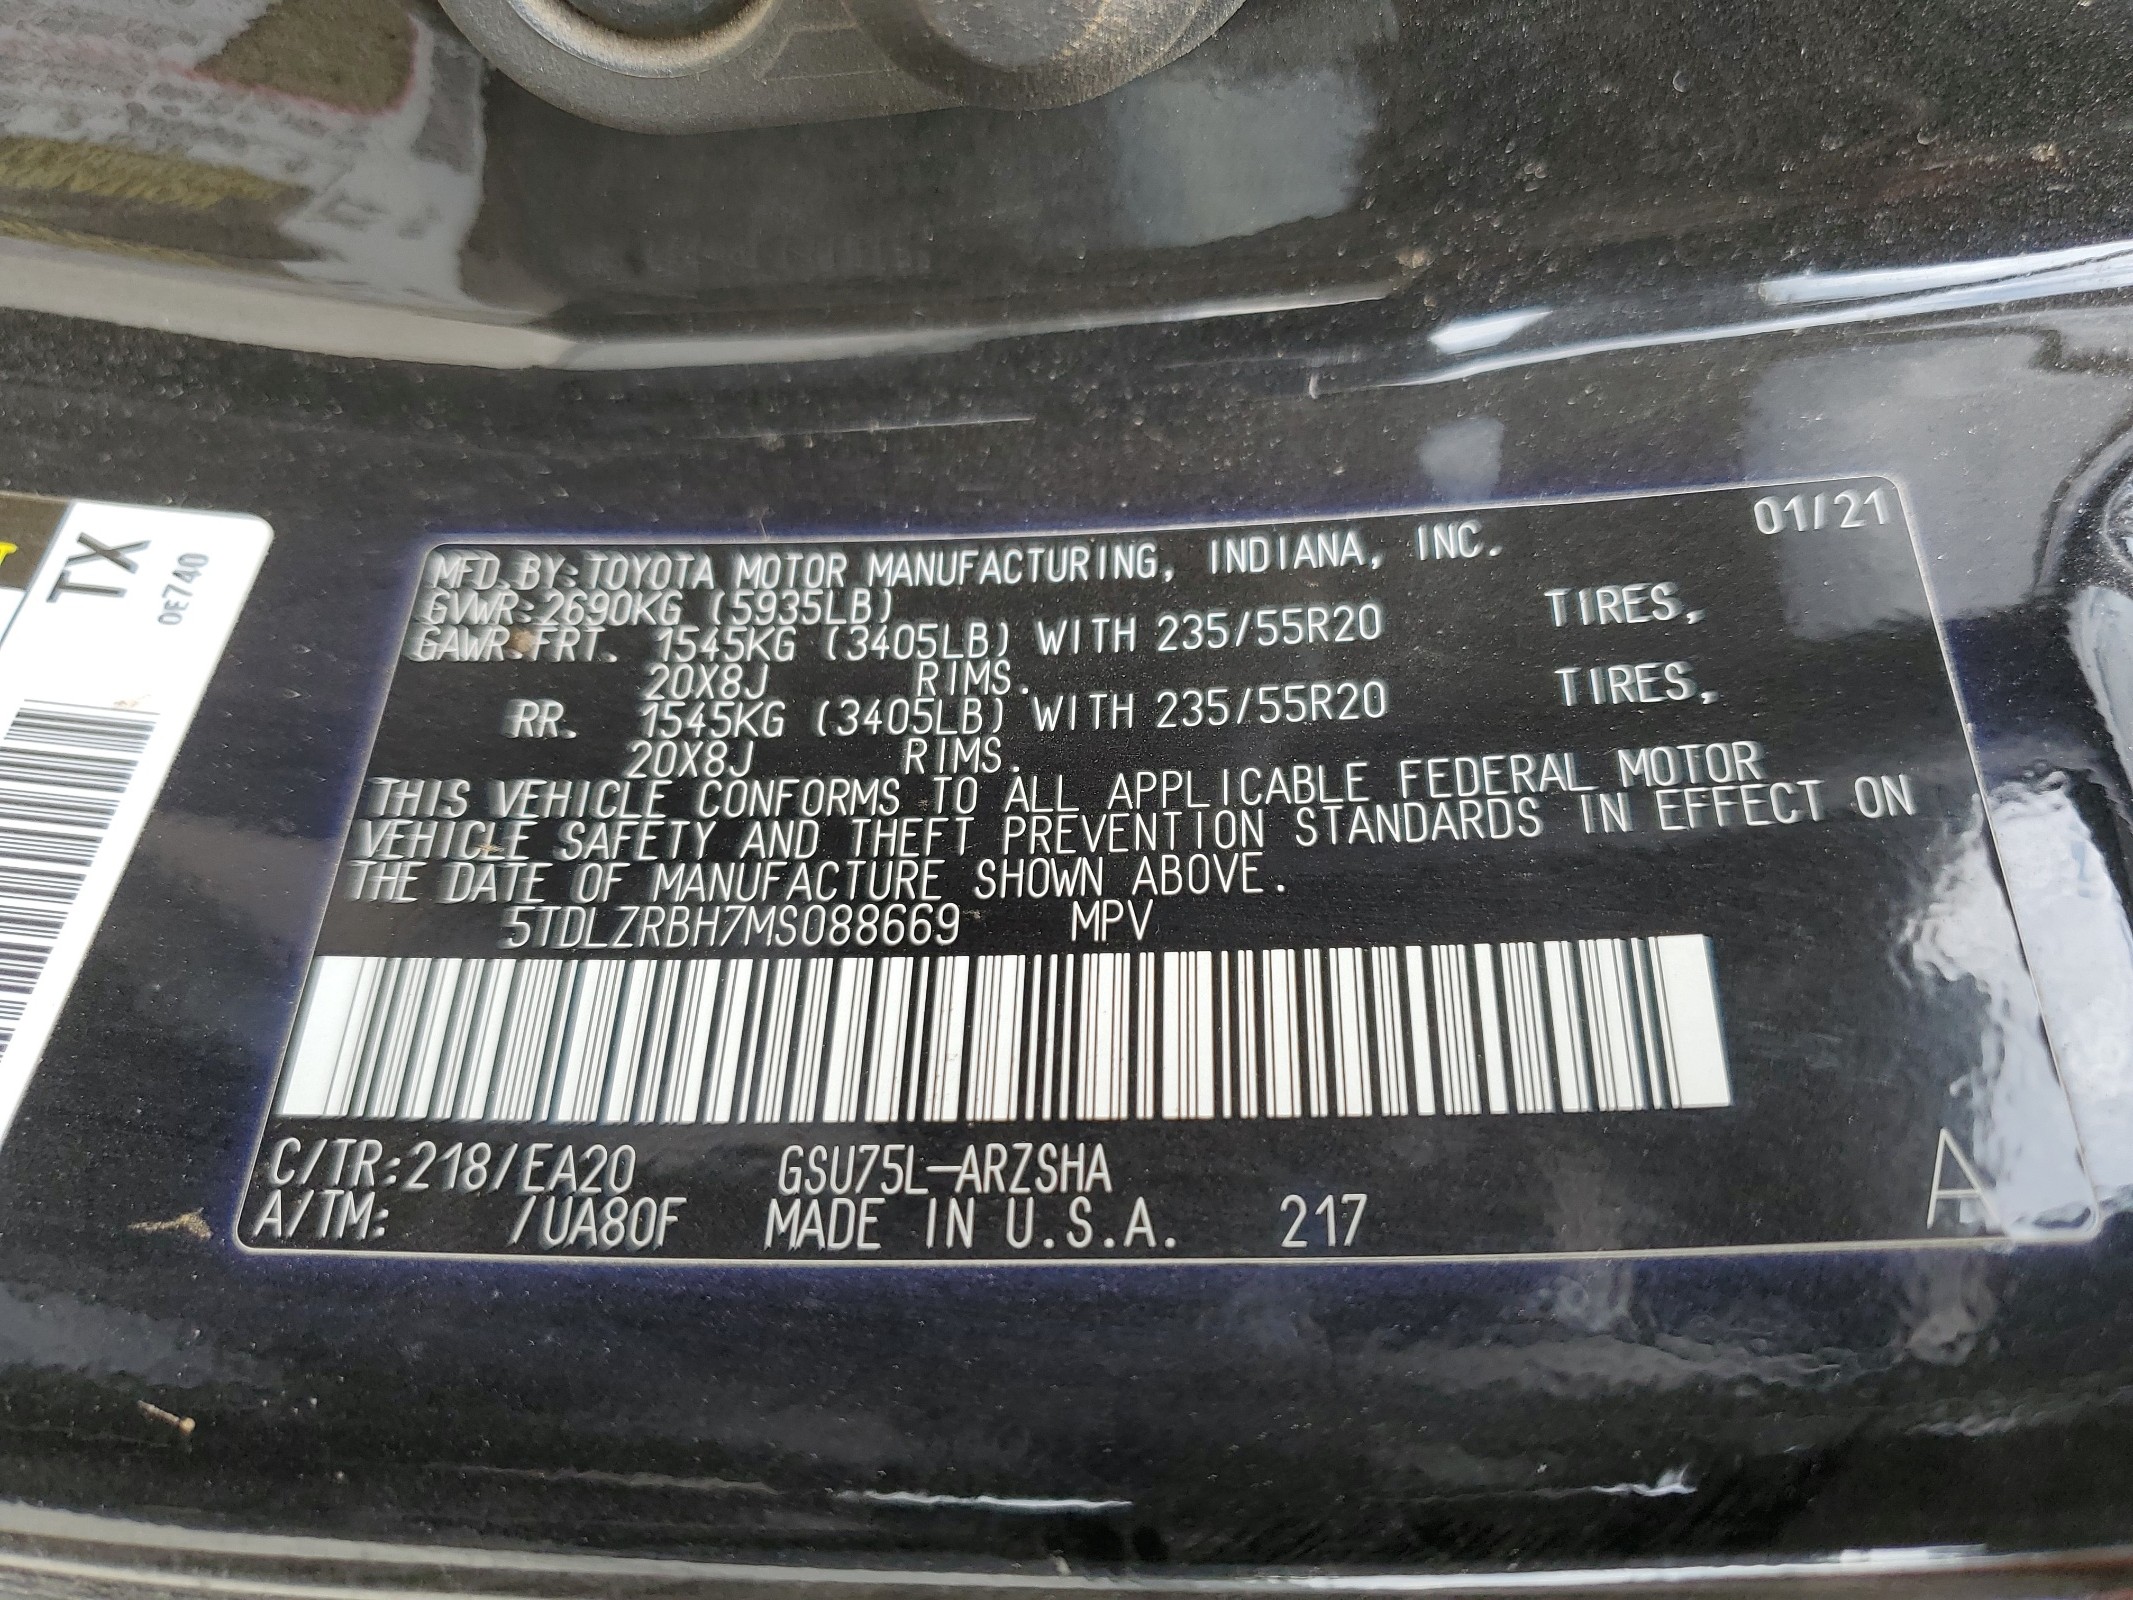 MFD.BY:TOYOTA MOTOR MANUFACTURING, INDIANA, INC. 01/21
GVWR:2690KG (5935LB)
GAWR:FRT. 1545KG (3405LB) WITH 235/55R20 TIRES,
20X8J RIMS.
RR. 1545KG (3405LB) WITH 235/55R20 TIRES,
20X8J RIMS.
THIS VEHICLE CONFORMS TO ALL APPLICABLE FEDERAL MOTOR
VEHICLE SAFETY AND THEFT PREVENTION STANDARDS IN EFFECT ON
THE DATE OF MANUFACTURE SHOWN ABOVE.
5TDLZRBH7MS088669 MPV
C/TR:218/EA20 GSU75L-ARZSHA
A/TM: /UA80F MADE IN U.S.A. 217
A
TX
0E740